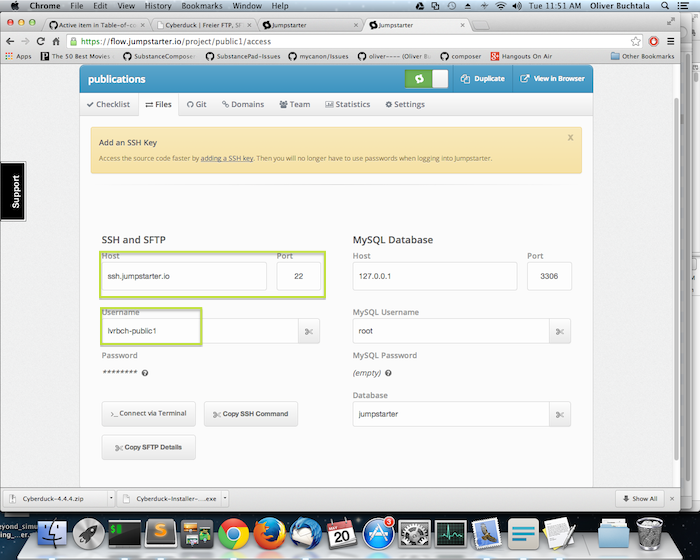 Chrome File Edit View History Bookmarks Window Help Tue 11:51 AM Oliver Buchtala
Active item in Table-of-co Cyberduck | Freier FTP, SF Jumpstarter Jumpstarter
https://flow.jumpstarter.io/project/public1/access
Apps The 50 Best Movies SubstanceComposer SubstancePad-Issues mycanon/Issues oliver---- (Oliver Bu composer Hangouts On Air Other Bookmarks
publications Duplicate View in Browser
Checklist Files Git Domains Team Statistics Settings
Add an SSH Key x
Access the source code faster by adding a SSH key. Then you will no longer have to use passwords when logging into Jumpstarter.
Support
SSH and SFTP MySQL Database
Host Port Host Port
ssh.jumpstarter.io 22 127.0.0.1 3306
Username MySQL Username
lvrbch-public1 root
Password MySQL Password
******** ? (empty) ?
Database
>_ Connect via Terminal Copy SSH Command jumpstarter
Copy SFTP Details
Cyberduck-4.4.4.zip Cyberduck-Installer-....exe Show All
eyond_simu
ing_...er.
MAY
20
3